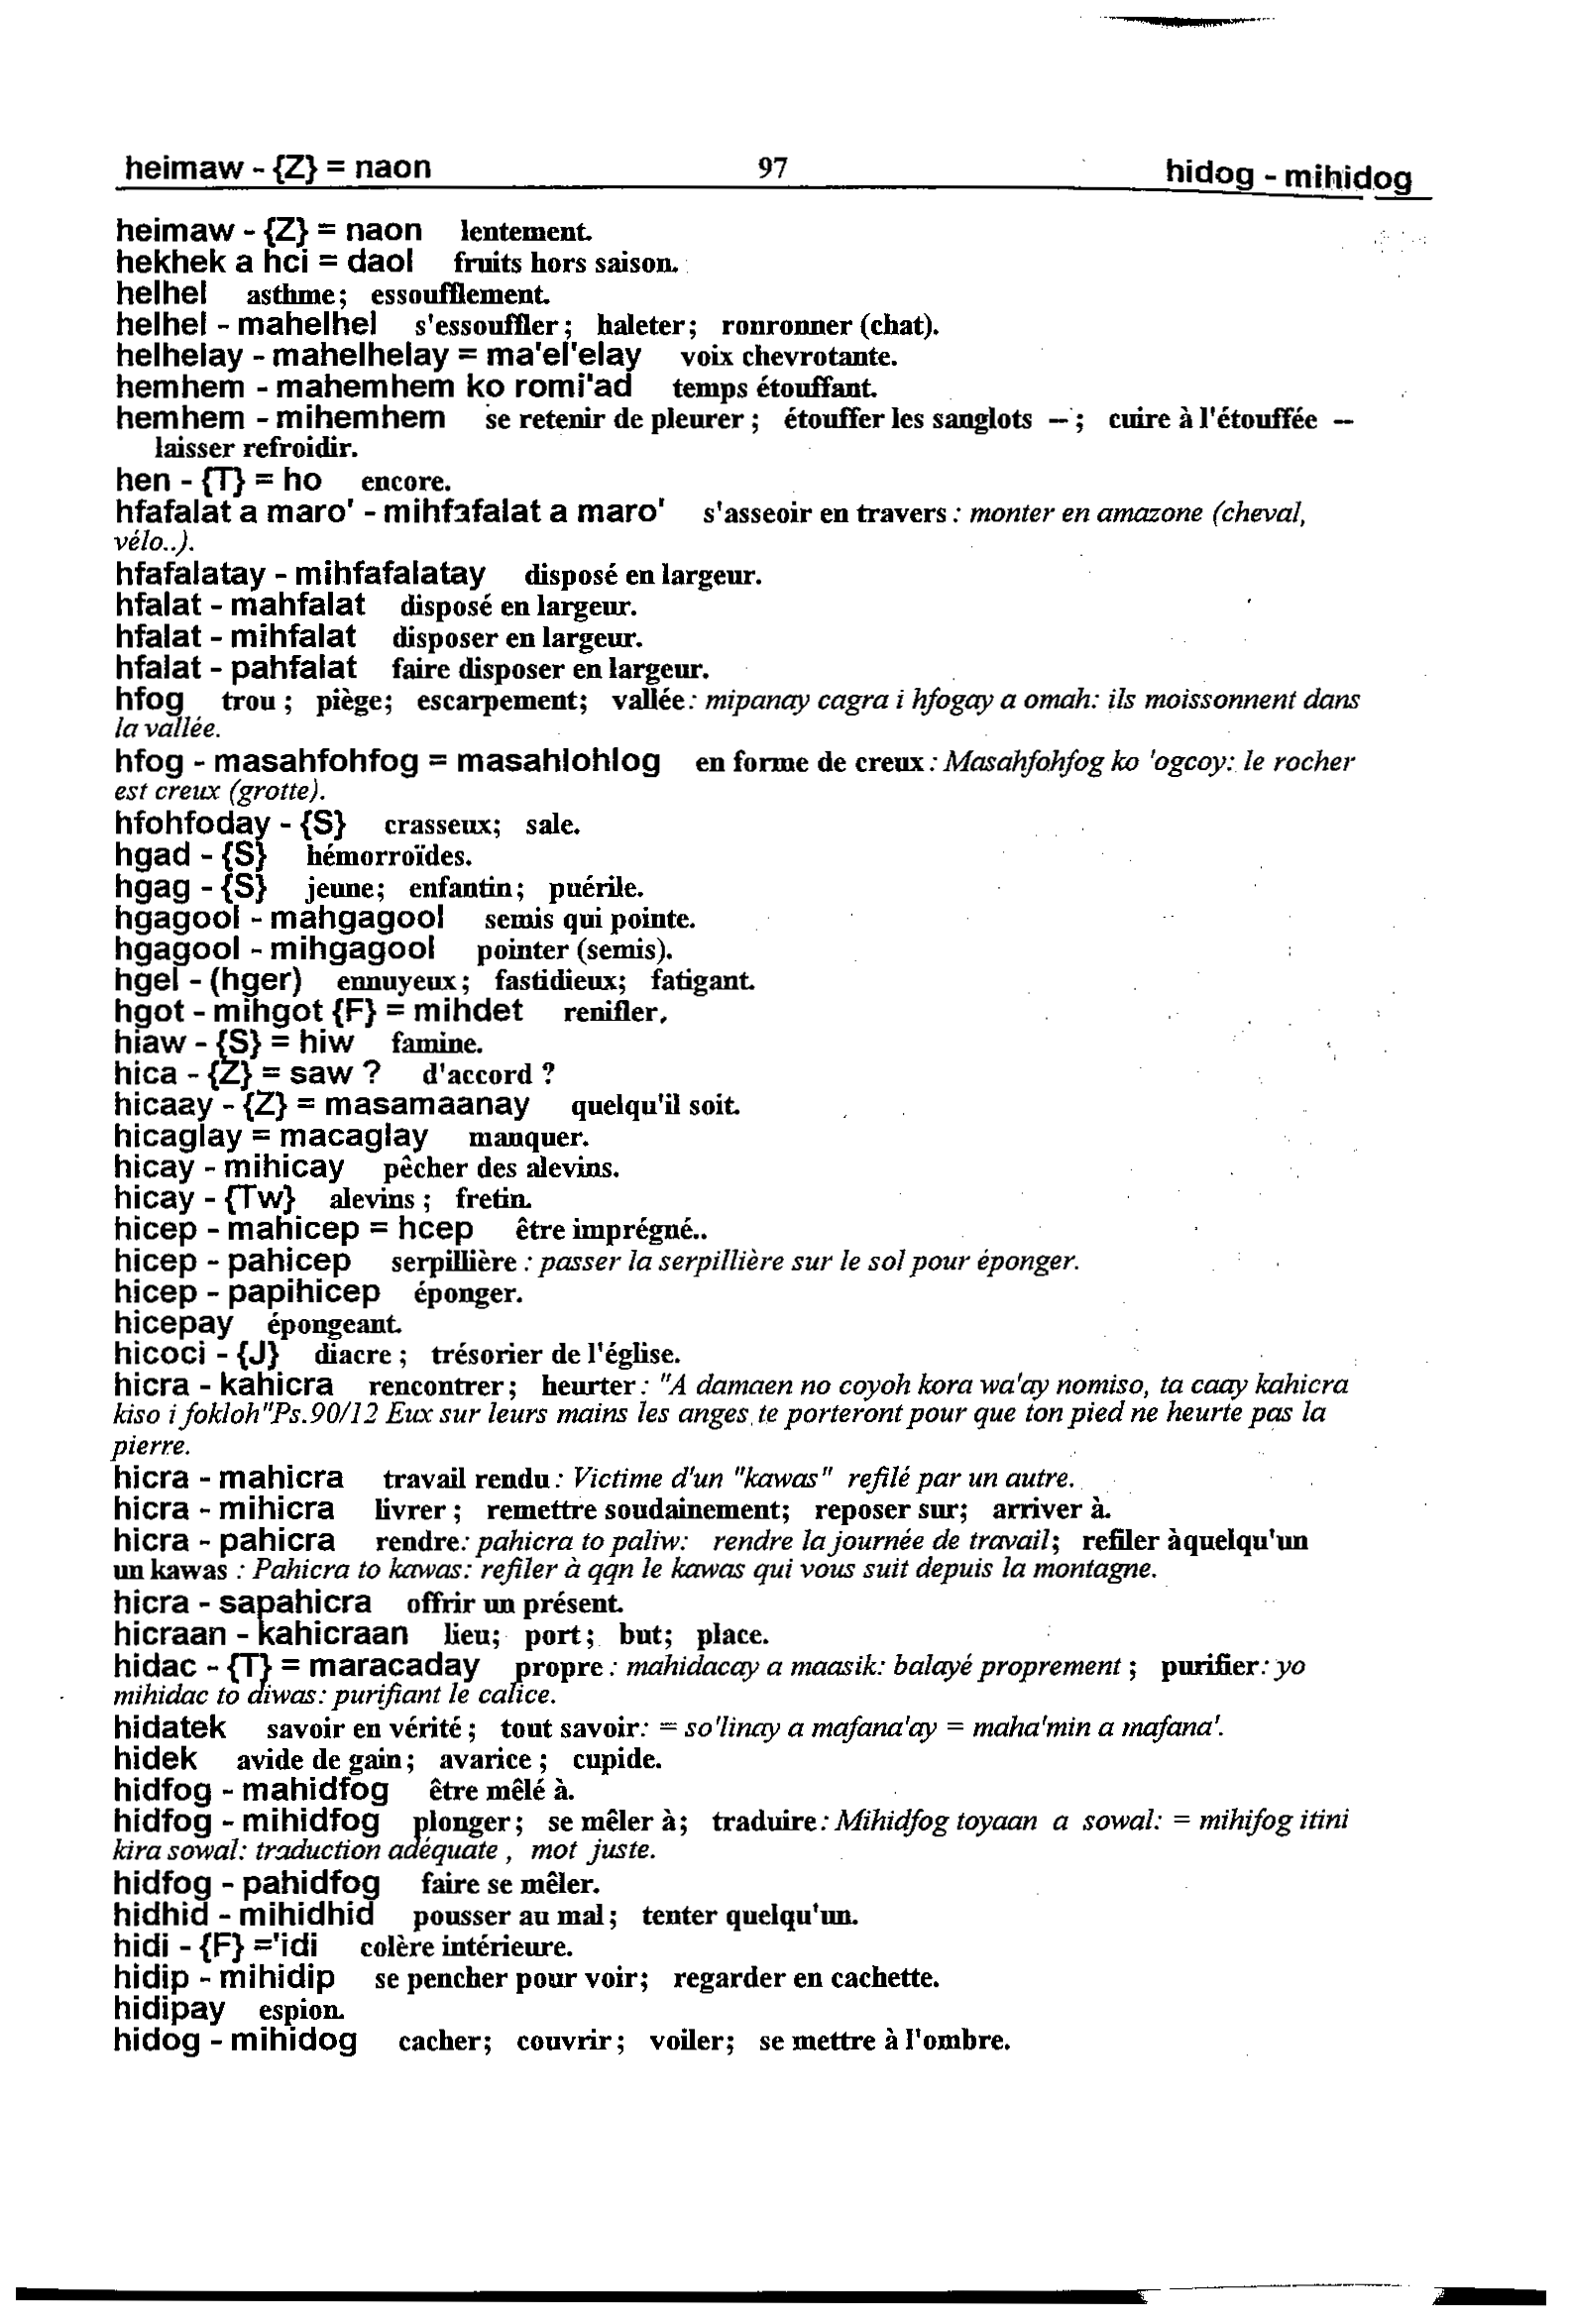 heimaw - {Z} = naon 97 hidog - mihidog
heimaw - {Z} = naon lentement.
hekhek a hci = daol fruits hors saison.
helhel asthme; essoufflement.
helhel - mahelhel s'essouffler; haleter; ronronner (chat).
helhelay - mahelhelay = ma'el'elay voix chevrotante.
hemhem - mahemhem ko romi'ad temps étouffant.
hemhem - mihemhem se retenir de pleurer ; étouffer les sanglots – ; cuire à l'étouffée –
laisser refroidir.
hen - {T} = ho encore.
hfafalat a maro' - mihfafalat a maro' s'asseoir en travers : monter en amazone (cheval,
vélo..).
hfafalatay - mihfafalatay disposé en largeur.
hfalat - mahfalat disposé en largeur.
hfalat - mihfalat disposer en largeur.
hfalat - pahfalat faire disposer en largeur.
hfog trou ; piège; escarpement; vallée : mipanay cagra i hfogay a omah: ils moissonnent dans
la vallée.
hfog - masahfohfog = masahlohlog en forme de creux : Masahfohfog ko 'ogcoy: le rocher
est creux (grotte).
hfohfoday - {S} crasseux; sale.
hgad - {S} hémorroïdes.
hgag - {S} jeune; enfantin; puérile.
hgagool - mahgagool semis qui pointe.
hgagool - mihgagool pointer (semis).
hgel - (hger) ennuyeux; fastidieux; fatigant.
hgot - mihgot {F} = mihdet renifler,
hiaw - {S} = hiw famine.
hica - {Z} = saw ? d'accord ?
hicaay - {Z} = masamaanay quelqu'il soit.
hicaglay = macaglay manquer.
hicay - mihicay pêcher des alevins.
hicay - {Tw} alevins ; fretin.
hicep - mahicep = hcep être imprégné..
hicep - pahicep serpillière : passer la serpillière sur le sol pour éponger.
hicep - papihicep éponger.
hicepay épongeant.
hicoci - {J} diacre ; trésorier de l'église.
hicra - kahicra rencontrer; heurter : "A damaen no coyoh kora wa'ay nomiso, ta caay kahicra
kiso i fokloh"Ps.90/12 Eux sur leurs mains les anges te porteront pour que ton pied ne heurte pas la
pierre.
hicra - mahicra travail rendu : Victime d'un "kawas" refilé par un autre.
hicra - mihicra livrer ; remettre soudainement; reposer sur; arriver à.
hicra - pahicra rendre: pahicra to paliw: rendre la journée de travail; refiler àquelqu'un
un kawas : Pahicra to kawas: refiler à qqn le kawas qui vous suit depuis la montagne.
hicra - sapahicra offrir un présent.
hicraan - kahicraan lieu; port; but; place.
hidac - {T} = maracaday propre : mahidacay a maasik: balayé proprement ; purifier: yo
mihidac to diwas: purifiant le calice.
hidatek savoir en vérité ; tout savoir: = so'linay a mafana'ay = maha'min a mafana'.
hidek avide de gain; avarice ; cupide.
hidfog - mahidfog être mêlé à.
hidfog - mihidfog plonger; se mêler à; traduire : Mihidfog toyaan a sowal: = mihifog itini
kira sowal: traduction adéquate , mot juste.
hidfog - pahidfog faire se mêler.
hidhid - mihidhid pousser au mal; tenter quelqu'un.
hidi - {F} ='idi colère intérieure.
hidip - mihidip se pencher pour voir; regarder en cachette.
hidipay espion.
hidog - mihidog cacher; couvrir; voiler; se mettre à l'ombre.